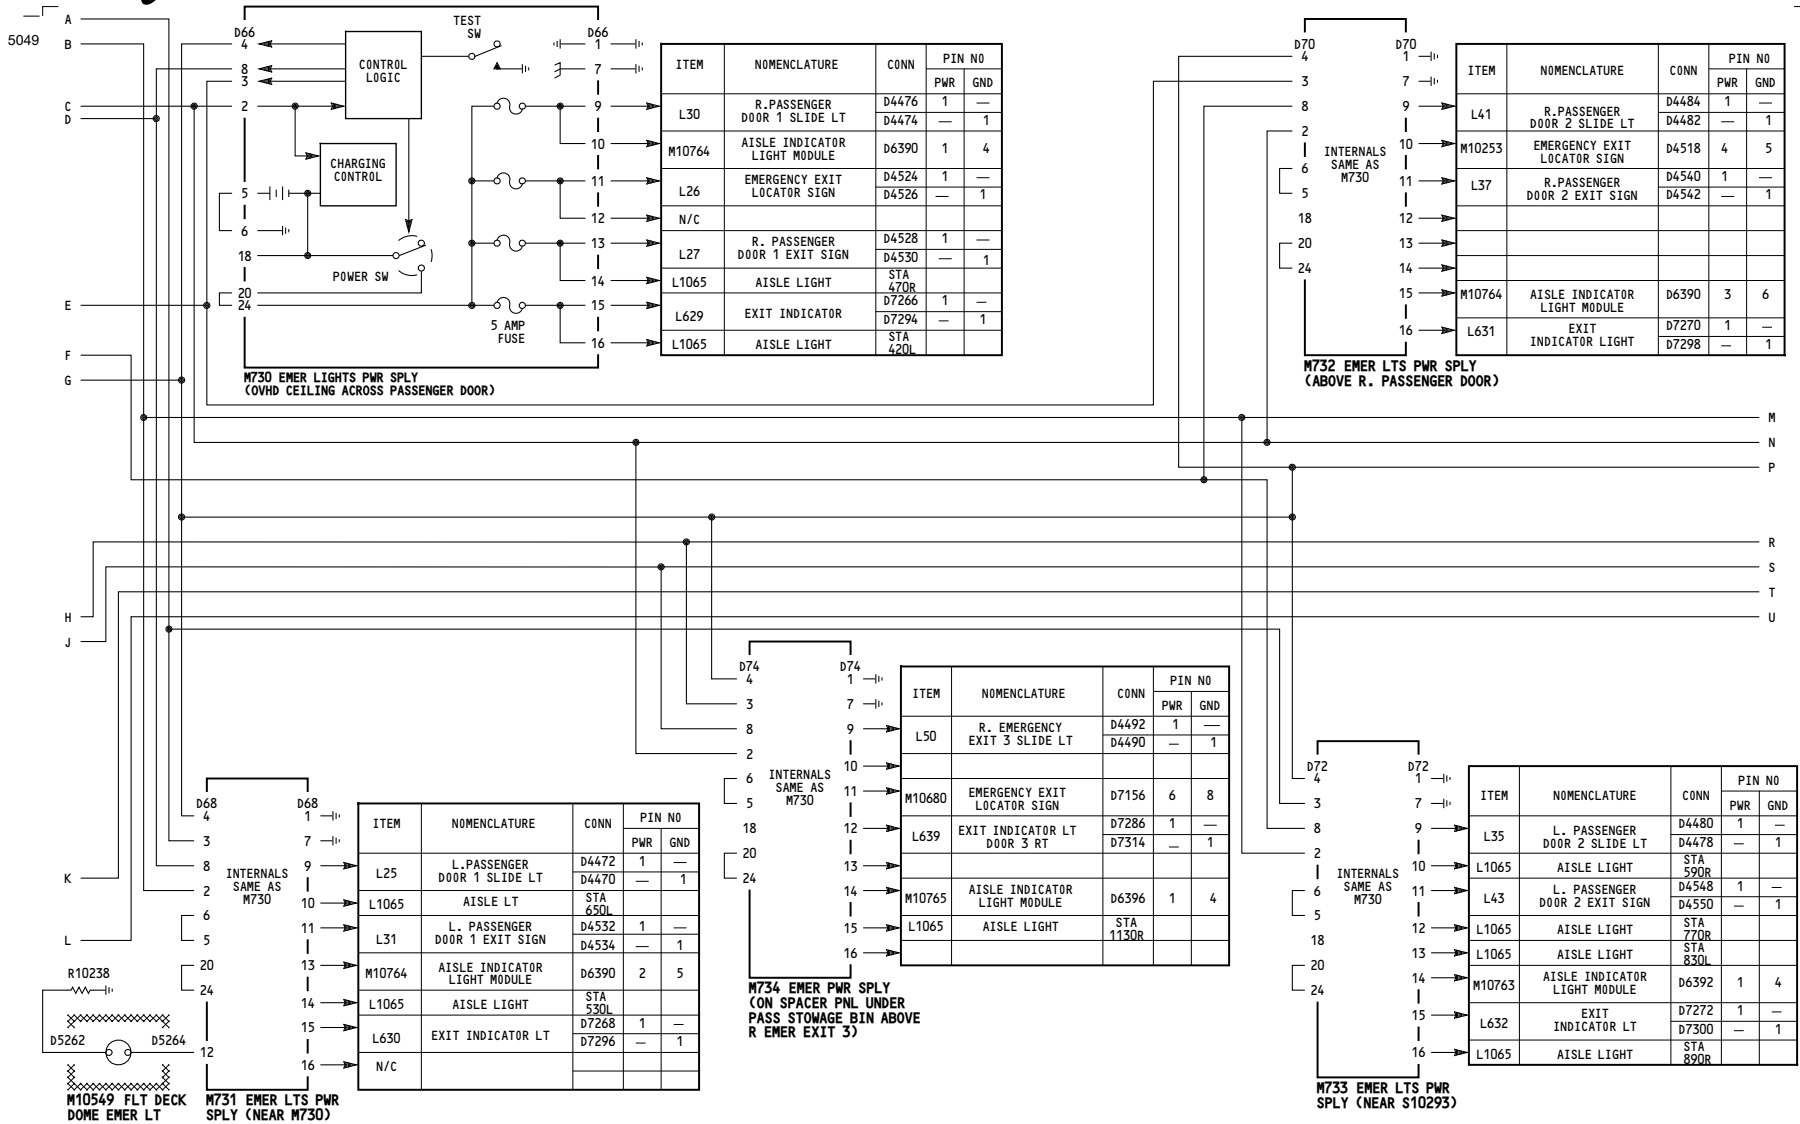 5049
A
B
C
D
E
F
G
H
J
K
L
M
N
P
R
S
T
U
D66
4
8
3
2
5
6
18
20
24
CONTROL
LOGIC
CHARGING
CONTROL
TEST
SW
POWER SW
5 AMP
FUSE
D66
1
7
9
10
11
12
13
14
15
16
M730 EMER LIGHTS PWR SPLY
(OVHD CEILING ACROSS PASSENGER DOOR)
ITEM NOMENCLATURE CONN PIN NO
PWR GND
L30 R.PASSENGER DOOR 1 SLIDE LT D4476 1 —
D4474 — 1
M10764 AISLE INDICATOR LIGHT MODULE D6390 1 4
L26 EMERGENCY EXIT LOCATOR SIGN D4524 1 —
D4526 — 1
N/C
L27 R. PASSENGER DOOR 1 EXIT SIGN D4528 1 —
D4530 — 1
L1065 AISLE LIGHT STA 470R
L629 EXIT INDICATOR D7266 1 —
D7294 — 1
L1065 AISLE LIGHT STA 420L
D70
4
3
8
2
6
5
18
20
24
INTERNALS
SAME AS
M730
D70
1
7
9
10
11
12
13
14
15
16
M732 EMER LTS PWR SPLY
(ABOVE R. PASSENGER DOOR)
ITEM NOMENCLATURE CONN PIN NO
PWR GND
L41 R.PASSENGER DOOR 2 SLIDE LT D4484 1 —
D4482 — 1
M10253 EMERGENCY EXIT LOCATOR SIGN D4518 4 5
L37 R.PASSENGER DOOR 2 EXIT SIGN D4540 1 —
D4542 — 1
M10764 AISLE INDICATOR LIGHT MODULE D6390 3 6
L631 EXIT INDICATOR LIGHT D7270 1 —
D7298 — 1
D68
4
3
8
2
6
5
20
24
12
INTERNALS
SAME AS
M730
D68
1
7
9
10
11
13
14
15
16
R10238
D5262 D5264
M10549 FLT DECK
DOME EMER LT
M731 EMER LTS PWR
SPLY (NEAR M730)
ITEM NOMENCLATURE CONN PIN NO
PWR GND
L25 L.PASSENGER DOOR 1 SLIDE LT D4472 1 —
D4470 — 1
L1065 AISLE LT STA 650L
L31 L. PASSENGER DOOR 1 EXIT SIGN D4532 1 —
D4534 — 1
M10764 AISLE INDICATOR LIGHT MODULE D6390 2 5
L1065 AISLE LIGHT STA 530L
L630 EXIT INDICATOR LT D7268 1 —
D7296 — 1
N/C
D74
4
3
8
2
6
5
18
20
24
INTERNALS
SAME AS
M730
D74
1
7
9
10
11
12
13
14
15
16
M734 EMER PWR SPLY
(ON SPACER PNL UNDER
PASS STOWAGE BIN ABOVE
R EMER EXIT 3)
ITEM NOMENCLATURE CONN PIN NO
PWR GND
L50 R. EMERGENCY EXIT 3 SLIDE LT D4492 1 —
D4490 — 1
M10680 EMERGENCY EXIT LOCATOR SIGN D7156 6 8
L639 EXIT INDICATOR LT DOOR 3 RT D7286 1 —
D7314 — 1
M10765 AISLE INDICATOR LIGHT MODULE D6396 1 4
L1065 AISLE LIGHT STA 1130R
D72
4
3
8
2
6
5
18
20
24
INTERNALS
SAME AS
M730
D72
1
7
9
10
11
12
13
14
15
16
M733 EMER LTS PWR
SPLY (NEAR S10293)
ITEM NOMENCLATURE CONN PIN NO
PWR GND
L35 L. PASSENGER DOOR 2 SLIDE LT D4480 1 —
D4478 — 1
L1065 AISLE LIGHT STA 590R
L43 L. PASSENGER DOOR 2 EXIT SIGN D4548 1 —
D4550 — 1
L1065 AISLE LIGHT STA 770R
L1065 AISLE LIGHT STA 830L
M10763 AISLE INDICATOR LIGHT MODULE D6392 1 4
L632 EXIT INDICATOR LT D7272 1 —
D7300 — 1
L1065 AISLE LIGHT STA 890R